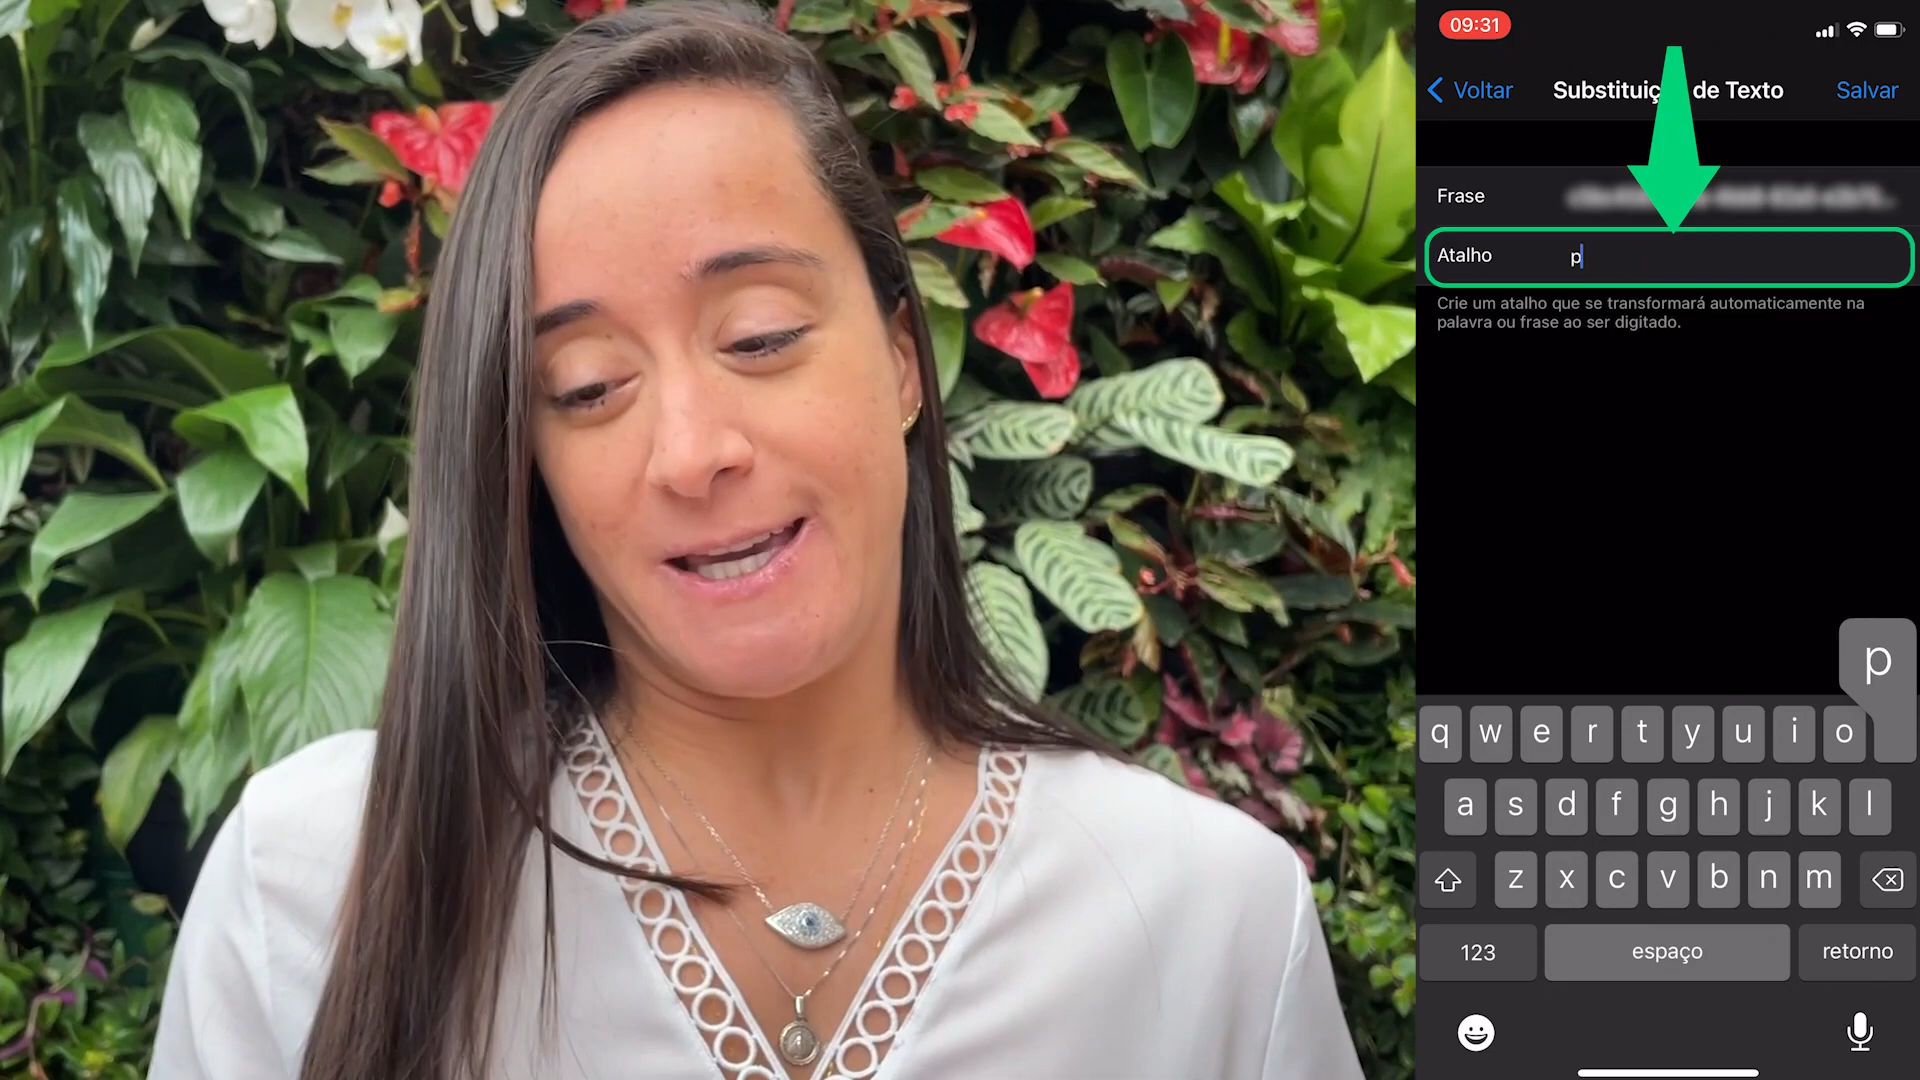 09:31
Voltar
Substituiç de Texto
Salvar
Frase
Atalho
p
Crie um atalho que se transformará automaticamente na
palavra ou frase ao ser digitado.
p
q w e r t y u i o
a s d f g h j k l
z x c v b n m
123
espaço
retorno